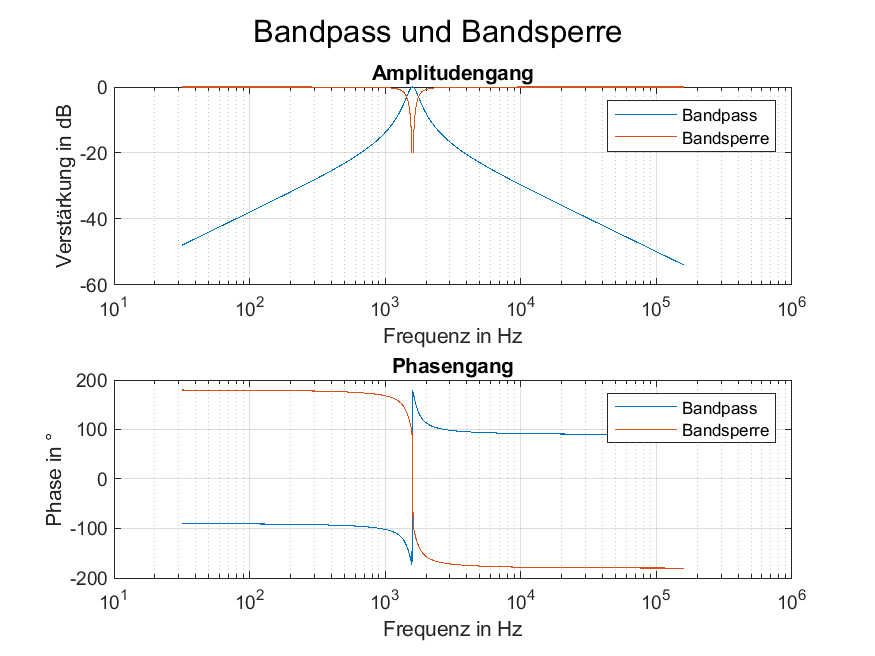 Bandpass und Bandsperre
Amplitudengang
Verstärkung in dB
0
-20
-40
-60
Bandpass
Bandsperre
10^1
10^2
10^3
10^4
10^5
10^6
Frequenz in Hz
Phasengang
Phase in °
200
100
0
-100
-200
Bandpass
Bandsperre
10^1
10^2
10^3
10^4
10^5
10^6
Frequenz in Hz